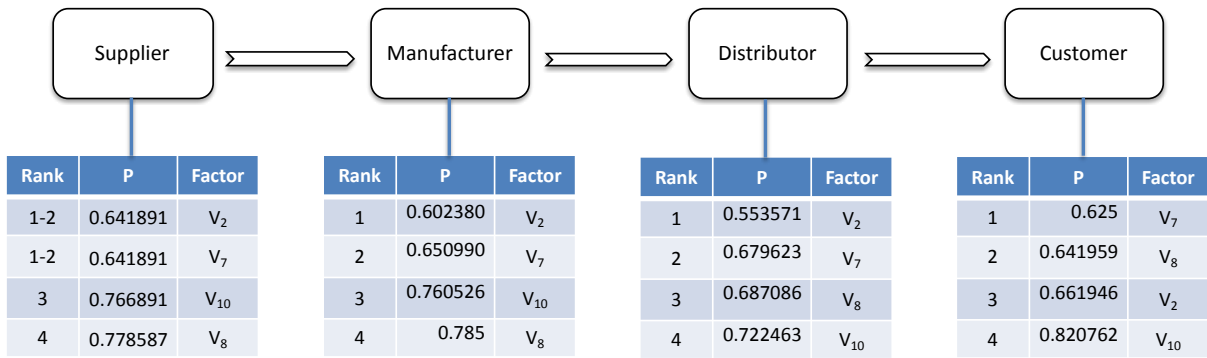 Supplier Manufacturer Distributor Customer
Rank P Factor
1-2 0.641891 V₂
1-2 0.641891 V₇
3 0.766891 V₁₀
4 0.778587 V₈
Rank P Factor
1 0.602380 V₂
2 0.650990 V₇
3 0.760526 V₁₀
4 0.785 V₈
Rank P Factor
1 0.553571 V₂
2 0.679623 V₇
3 0.687086 V₈
4 0.722463 V₁₀
Rank P Factor
1 0.625 V₇
2 0.641959 V₈
3 0.661946 V₂
4 0.820762 V₁₀